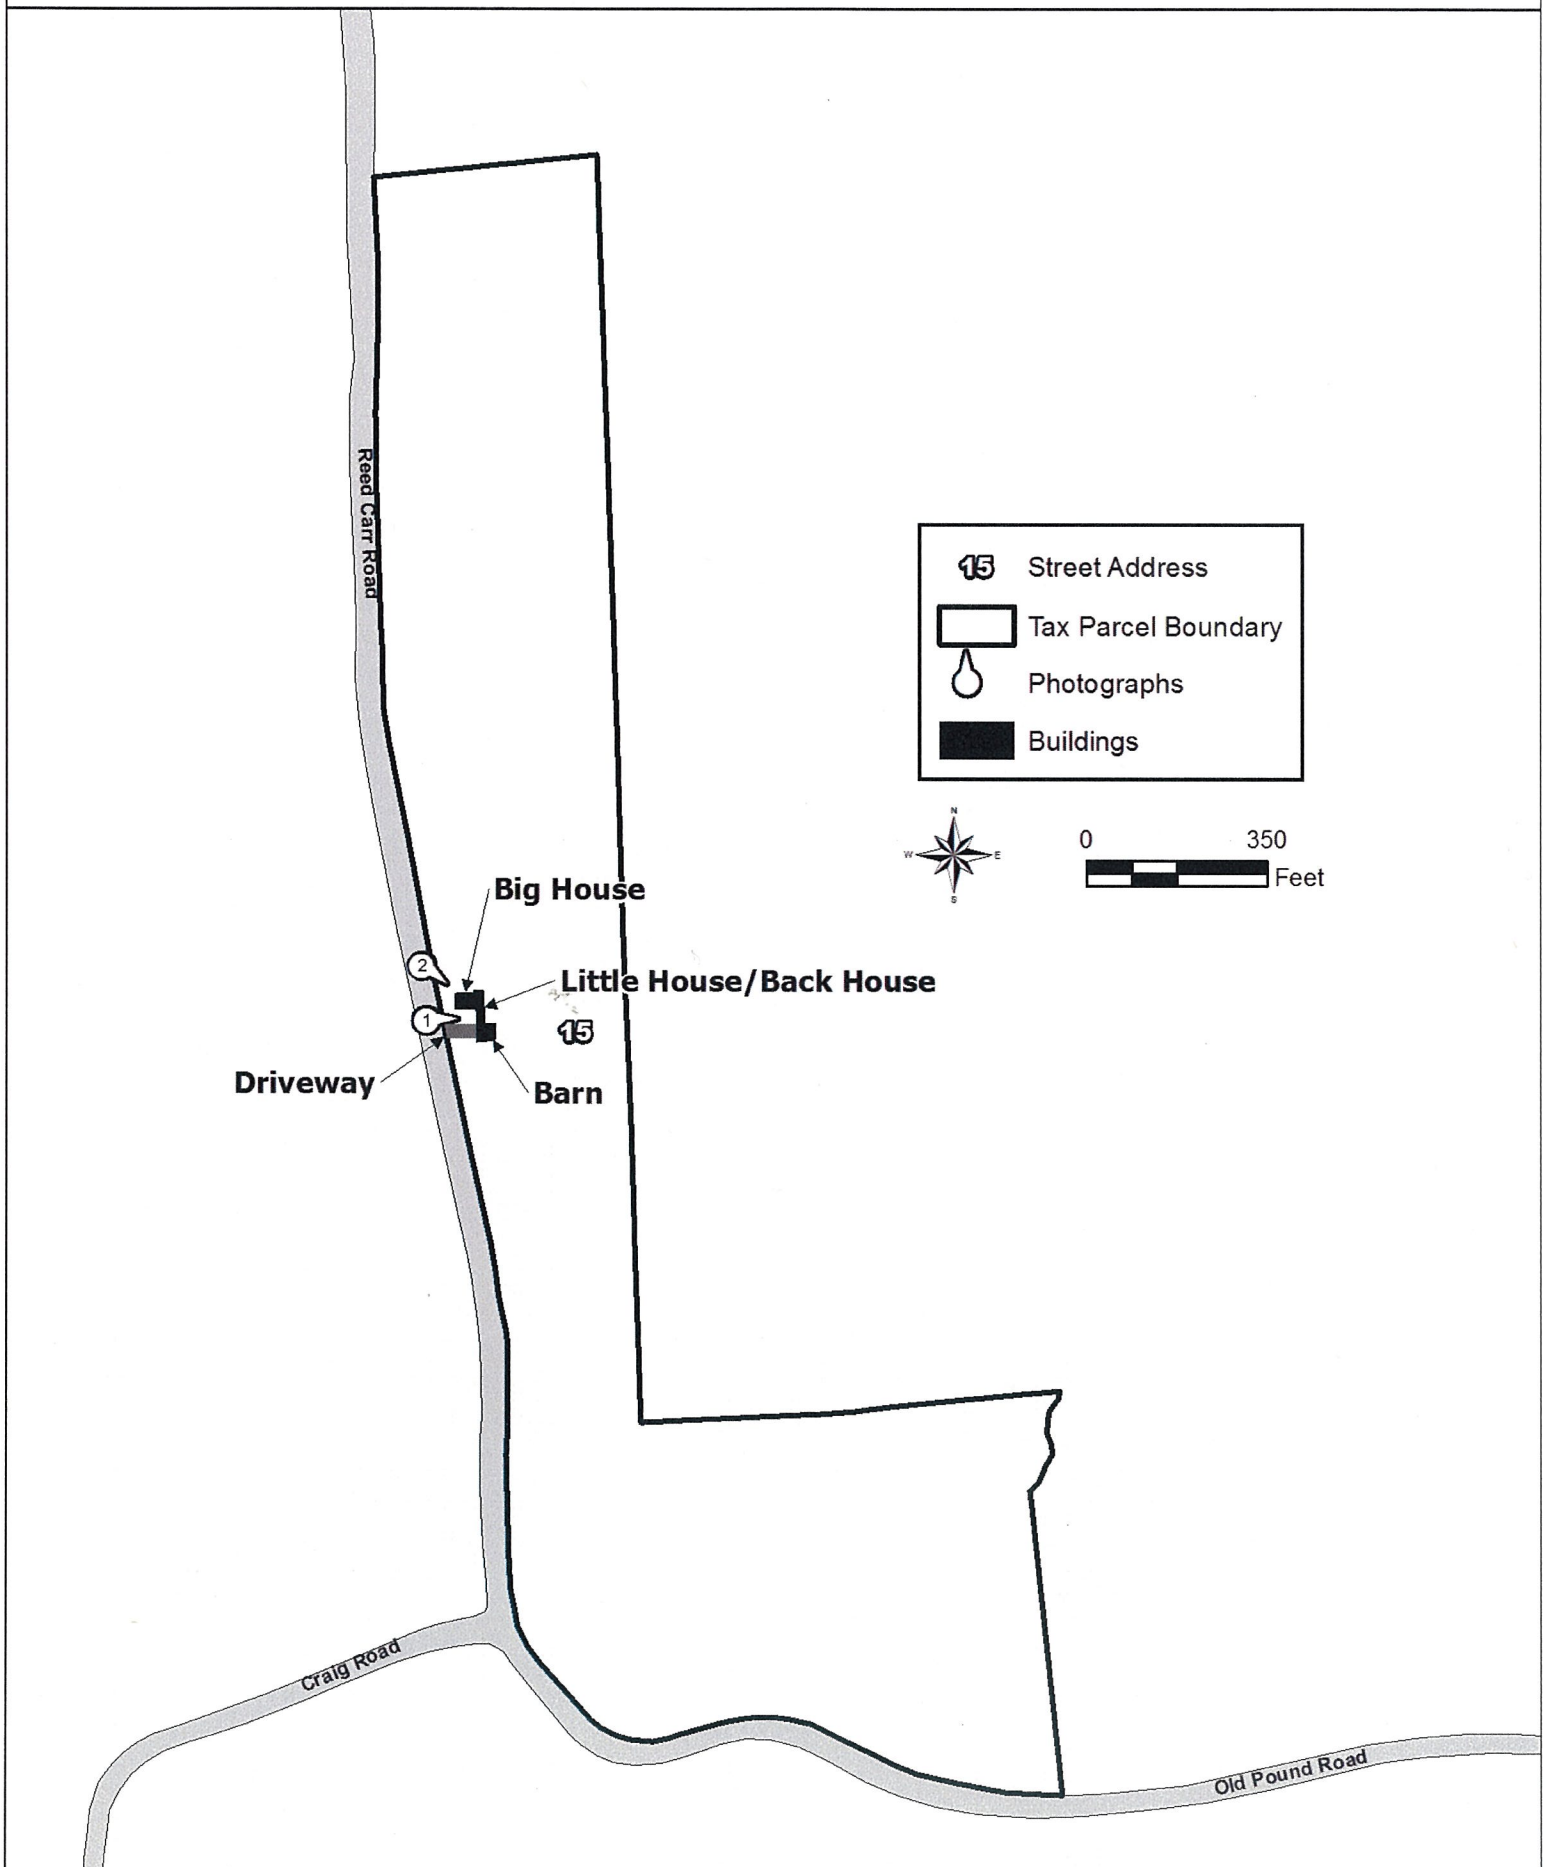 Reed Carr Road
15 Street Address
Tax Parcel Boundary
Photographs
Buildings
N
W E
S
0 350
Feet
Big House
2
Little House/Back House
1
15
Driveway
Barn
Craig Road
Old Pound Road